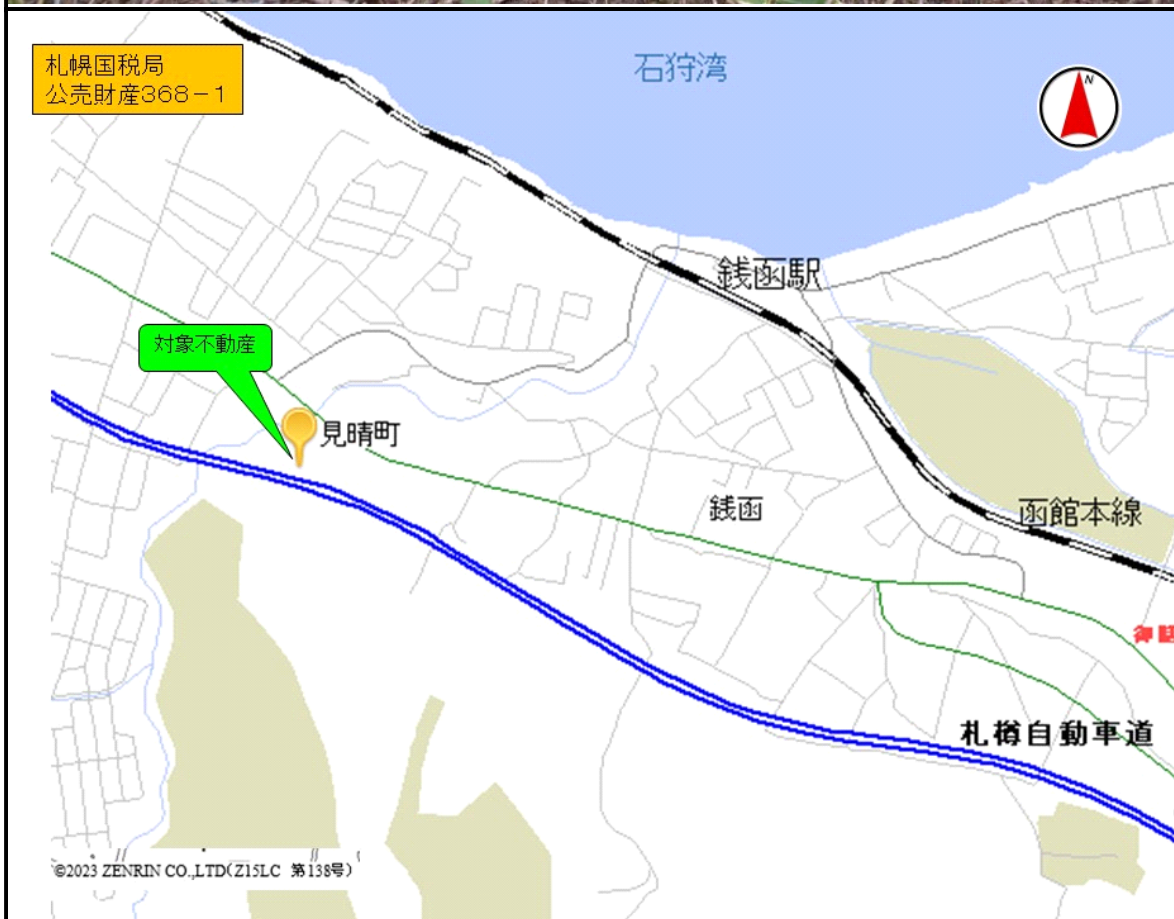 札幌国税局
公売財産368－1
石狩湾
N
銭函駅
対象不動産
見晴町
銭函
函館本線
札樽自動車道
©2023 ZENRIN CO.,LTD(Z15LC 第138号)